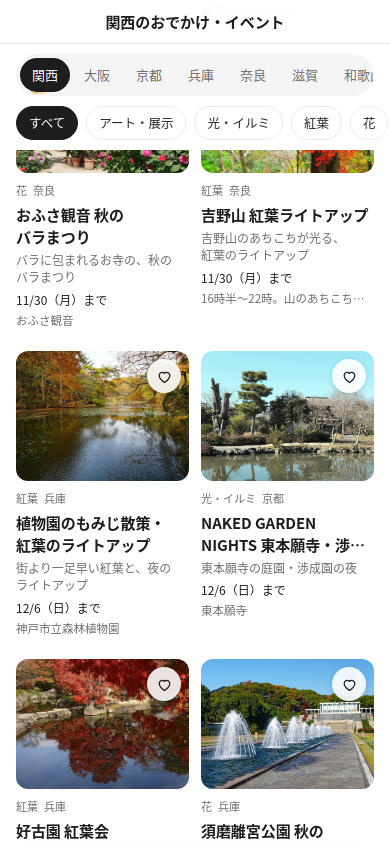 関西のおでかけ・イベント
関西 大阪 京都 兵庫 奈良 滋賀
すべて アート・展示 光・イルミ 紅葉 花
花 奈良
おふさ観音 秋の
バラまつり
バラに包まれるお寺の、秋の
バラまつり
11/30（月）まで
おふさ観音
紅葉 奈良
吉野山 紅葉ライトアップ
吉野山のあちこちが光る、
紅葉のライトアップ
11/30（月）まで
16時半〜22時。山のあちこち…
紅葉 兵庫
植物園のもみじ散策・
紅葉のライトアップ
街より一足早い紅葉と、夜の
ライトアップ
12/6（日）まで
神戸市立森林植物園
光・イルミ 京都
NAKED GARDEN
NIGHTS 東本願寺・渉…
東本願寺の庭園・渉成園の夜
12/6（日）まで
東本願寺
紅葉 兵庫
好古園 紅葉会
花 兵庫
須磨離宮公園 秋の